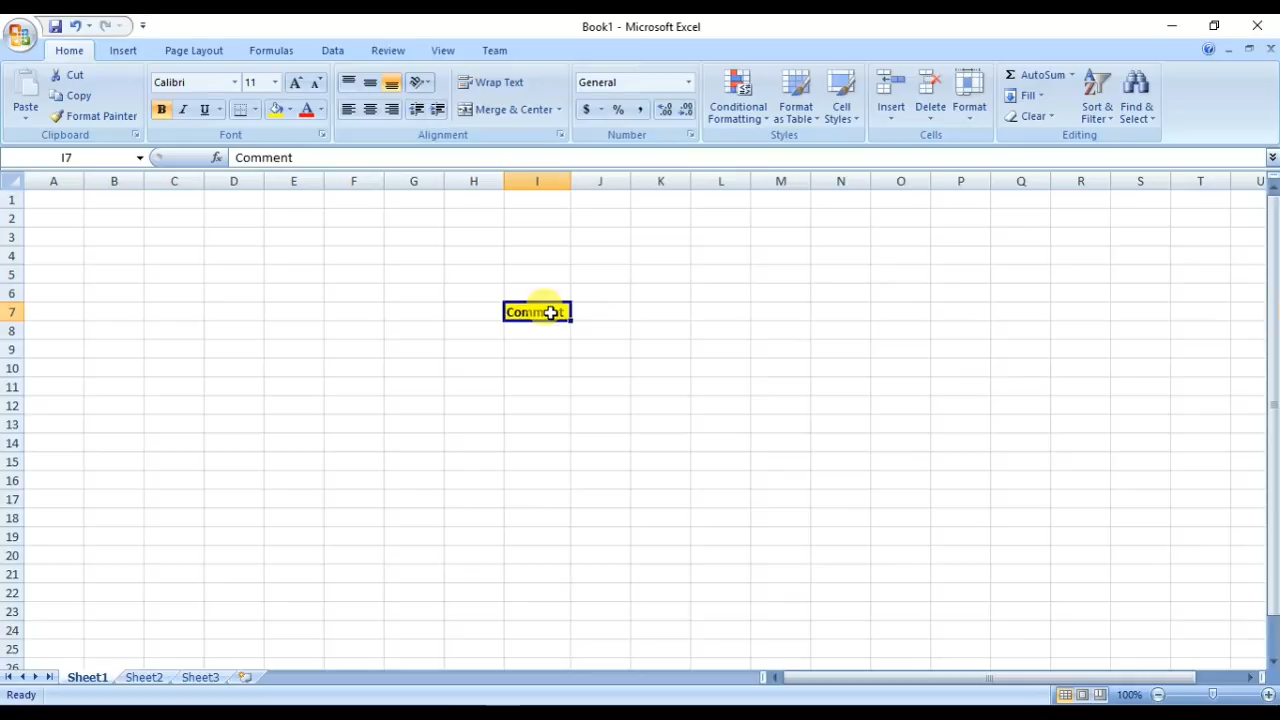 Book1 - Microsoft Excel
Home Insert Page Layout Formulas Data Review View Team
Paste
Cut
Copy
Format Painter
Clipboard
Calibri 11
B I U
Font
Wrap Text
Merge & Center
Alignment
General
$ % ,
Number
Conditional Formatting
Format as Table
Cell Styles
Styles
Insert Delete Format
Cells
AutoSum
Fill
Clear
Sort & Filter
Find & Select
Editing
I7 fx Comment
A B C D E F G H I J K L M N O P Q R S T U
1
2
3
4
5
6
7 Comment
8
9
10
11
12
13
14
15
16
17
18
19
20
21
22
23
24
25
26
Sheet1 Sheet2 Sheet3
Ready 100%